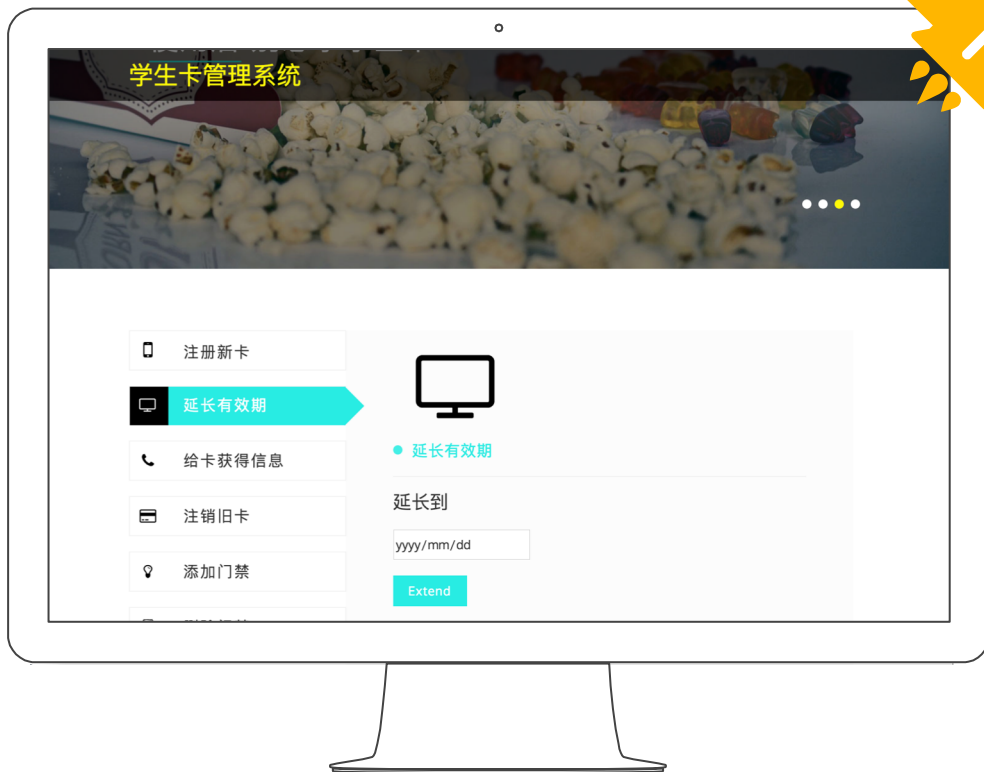 学生卡管理系统
注册新卡
延长有效期
给卡获得信息
注销旧卡
添加门禁
延长有效期
延长到
yyyy/mm/dd
Extend